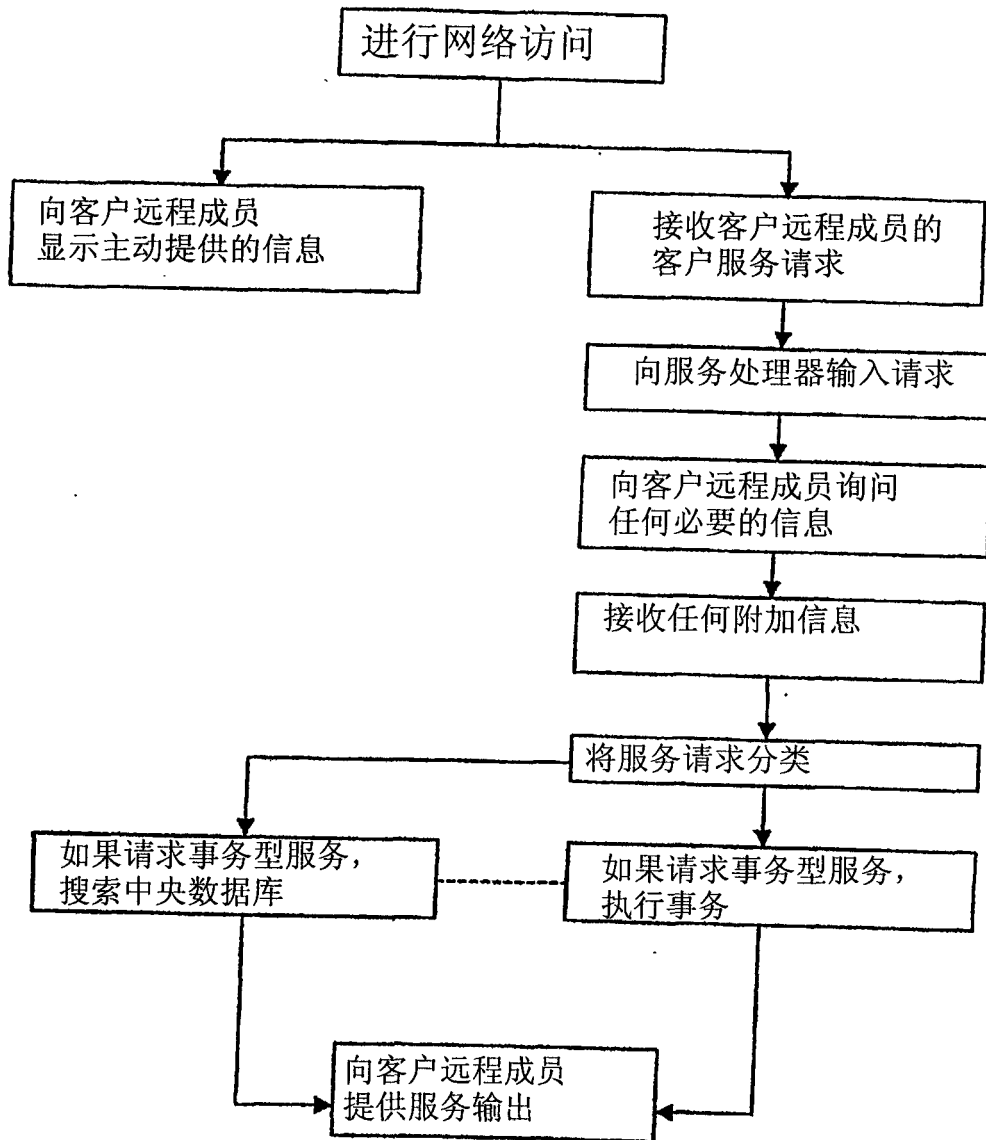 进行网络访问
向客户远程成员
显示主动提供的信息
接收客户远程成员的
客户服务请求
向服务处理器输入请求
向客户远程成员询问
任何必要的信息
接收任何附加信息
将服务请求分类
如果请求事务型服务，
搜索中央数据库
如果请求事务型服务，
执行事务
向客户远程成员
提供服务输出